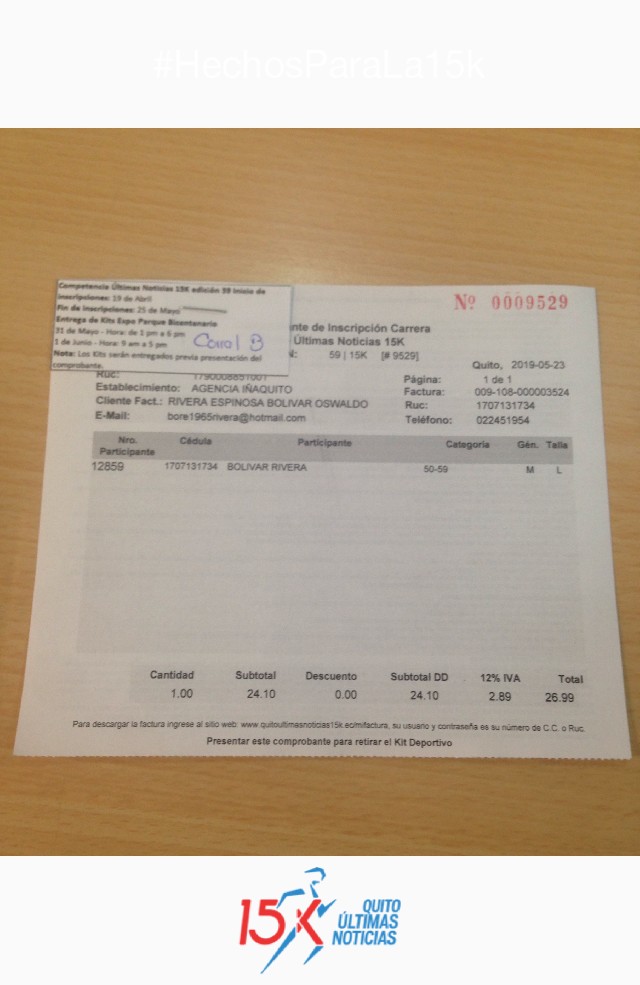 #HechosParaLa15k
Competencia Últimas Noticias 15K edición 59 Inicio de
inscripciones: 19 de Abril
Fin de Inscripciones: 25 de Mayo
Entrega de Kits Expo Parque Bicentenario
31 de Mayo - Hora: de 1 pm a 6 pm
1 de Junio - Hora: 9 am a 5 pm
Nota: Los Kits serán entregados previa presentación del
comprobante.
Corral B
Nº 0009529
nte de Inscripción Carrera
Últimas Noticias 15K
N: 59 | 15K [# 9529]
Quito, 2019-05-23
Ruc: 1790008851001
Página: 1 de 1
Establecimiento: AGENCIA IÑAQUITO
Factura: 009-108-000003524
Cliente Fact.: RIVERA ESPINOSA BOLIVAR OSWALDO
Ruc: 1707131734
E-Mail: bore1965rivera@hotmail.com
Teléfono: 022451954
Nro. Participante Cédula Participante Categoria Gén. Talla
12859 1707131734 BOLIVAR RIVERA 50-59 M L
Cantidad Subtotal Descuento Subtotal DD 12% IVA Total
1.00 24.10 0.00 24.10 2.89 26.99
Para descargar la factura ingrese al sitio web: www.quitoultimasnoticias15k.ec/mifactura, su usuario y contraseña es su número de C.C. o Ruc.
Presentar este comprobante para retirar el Kit Deportivo
15K QUITO
ÚLTIMAS
NOTICIAS